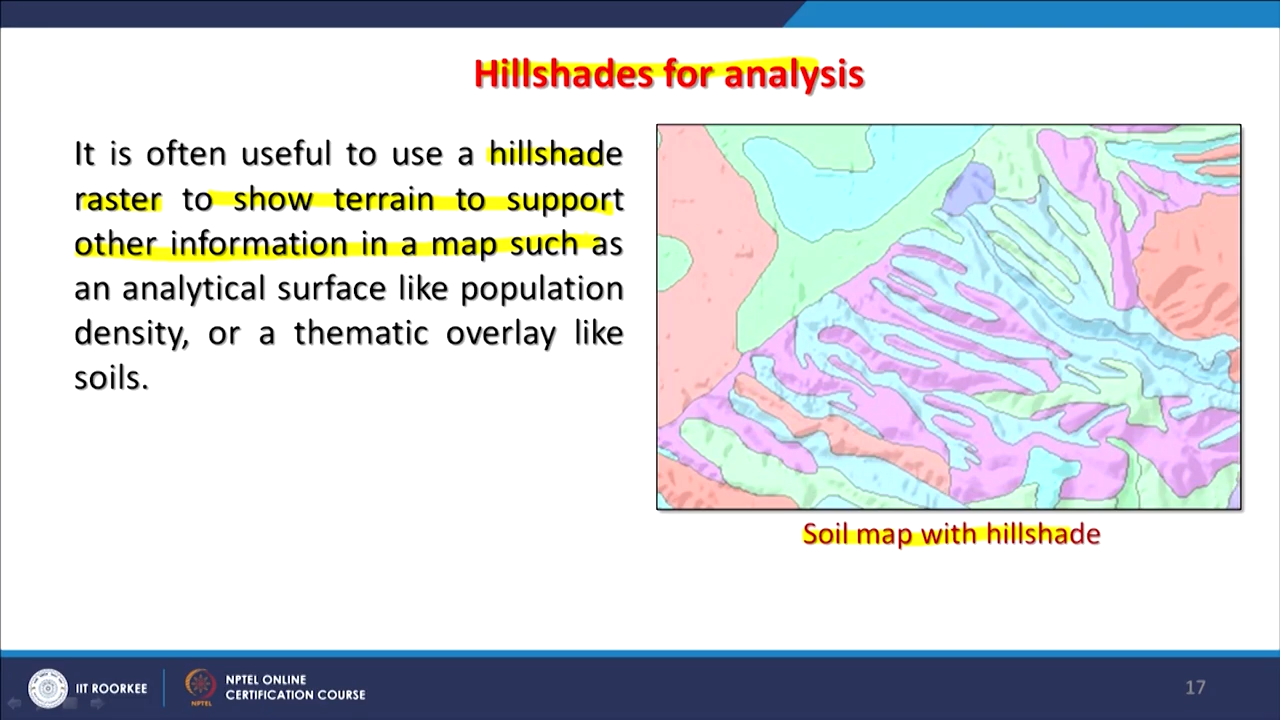 Hillshades for analysis
It is often useful to use a hillshade
raster to show terrain to support
other information in a map such as
an analytical surface like population
density, or a thematic overlay like
soils.
Soil map with hillshade
IIT ROORKEE
NPTEL
NPTEL ONLINE
CERTIFICATION COURSE
17